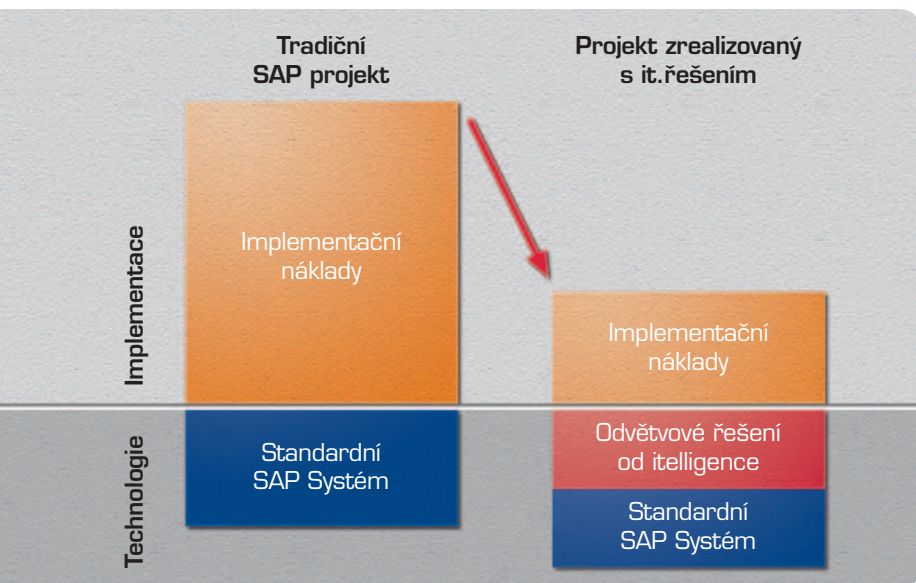 Tradiční
SAP projekt
Projekt zrealizovaný
s it.řešením
Implementace
Implementační
náklady
Implementační
náklady
Technologie
Standardní
SAP Systém
Odvětvové řešení
od itelligence
Standardní
SAP Systém